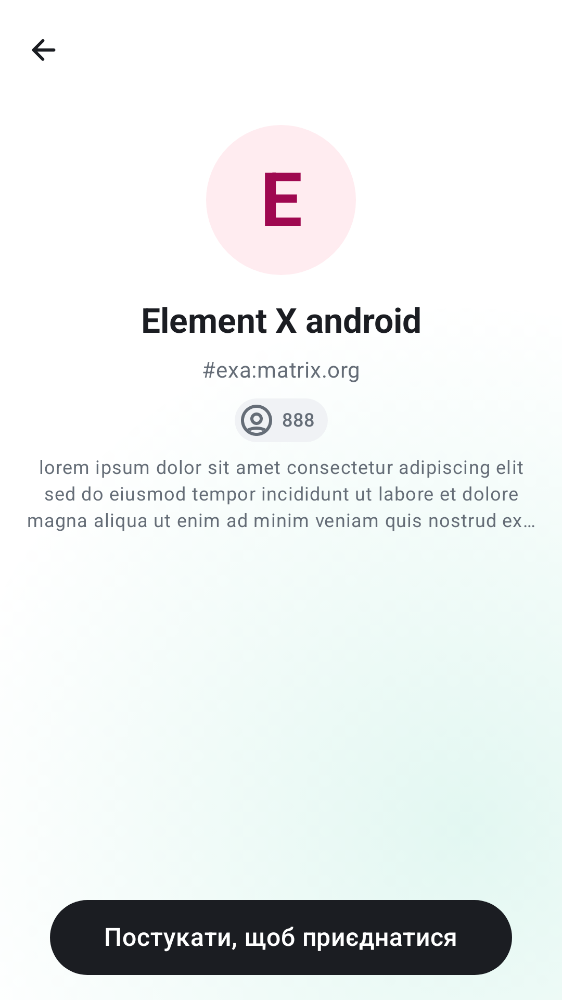 E
Element X android
#exa:matrix.org
888
lorem ipsum dolor sit amet consectetur adipiscing elit
sed do eiusmod tempor incididunt ut labore et dolore
magna aliqua ut enim ad minim veniam quis nostrud ex…
Постукати, щоб приєднатися